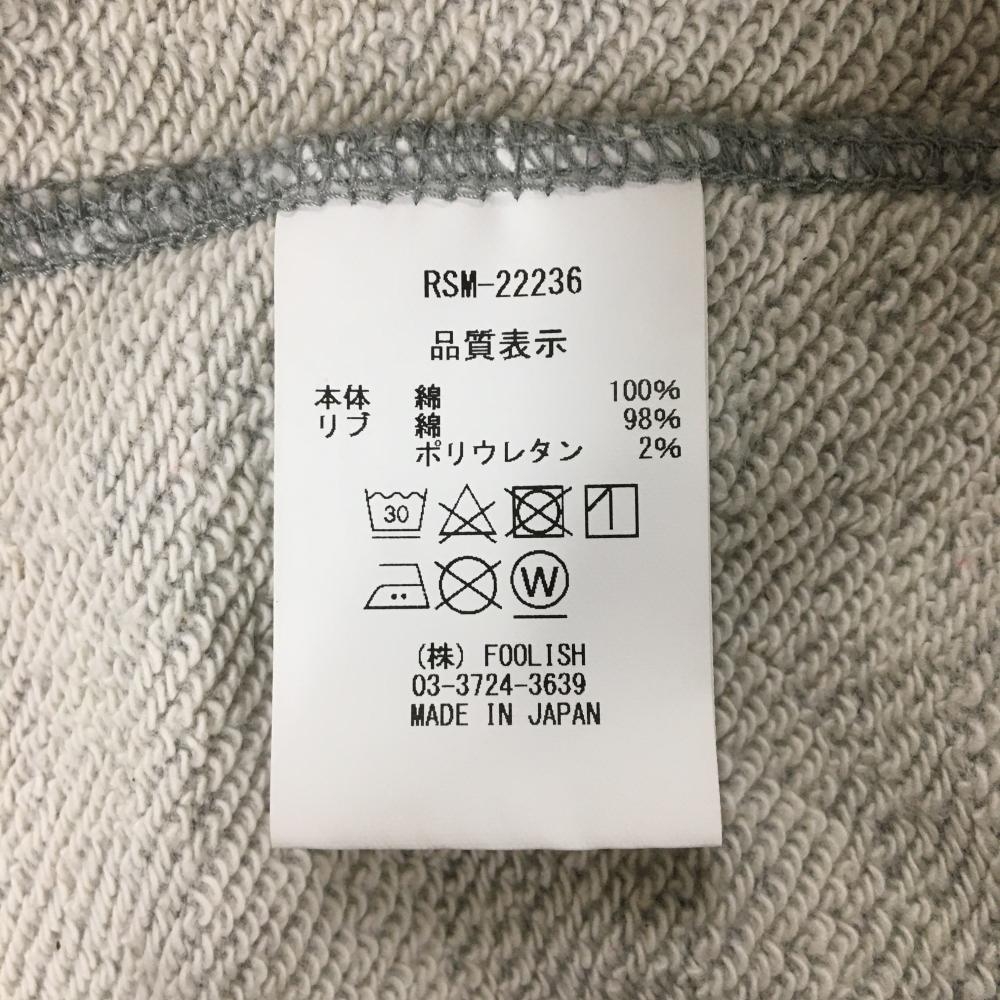 RSM-22236
品質表示
本体 綿 100%
リブ 綿 98%
ポリウレタン 2%
30
W
(株) FOOLISH
03-3724-3639
MADE IN JAPAN